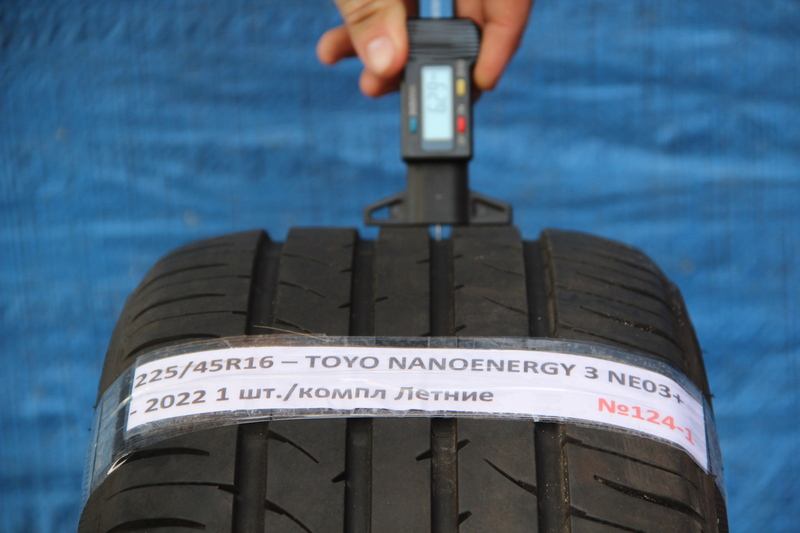 225/45R16 – TOYO NANOENERGY 3 NE03+
- 2022 1 шт./компл Летние
№124-1